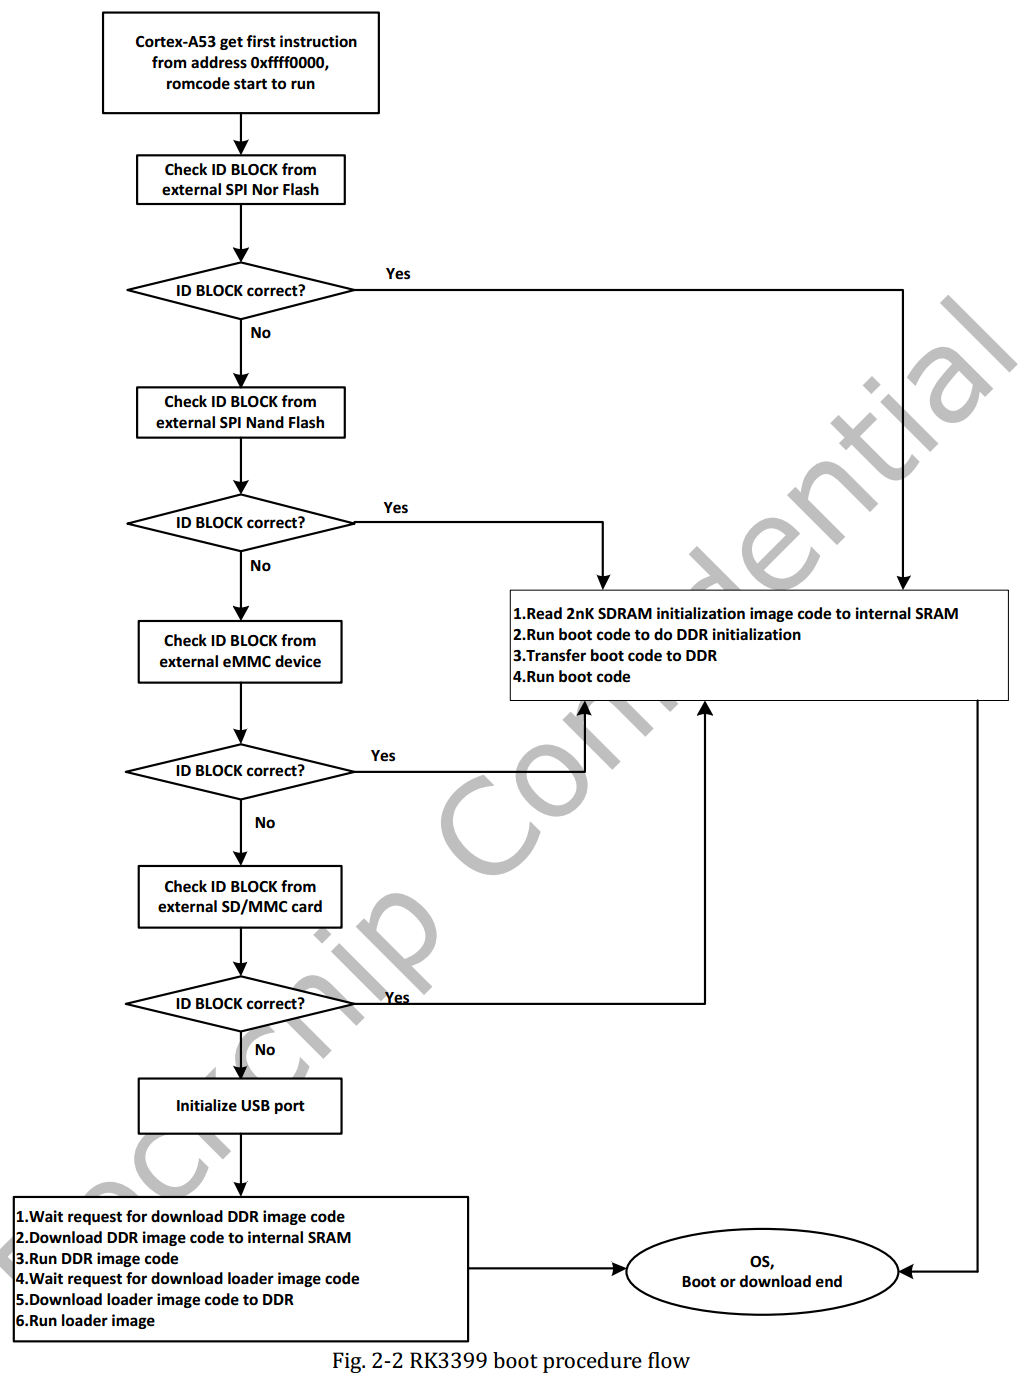 Cortex-A53 get first instruction
from address 0xffff0000,
romcode start to run
Check ID BLOCK from
external SPI Nor Flash
ID BLOCK correct?
Yes
No
Check ID BLOCK from
external SPI Nand Flash
ID BLOCK correct?
Yes
No
1.Read 2nK SDRAM initialization image code to internal SRAM
2.Run boot code to do DDR initialization
3.Transfer boot code to DDR
4.Run boot code
Check ID BLOCK from
external eMMC device
ID BLOCK correct?
Yes
No
Check ID BLOCK from
external SD/MMC card
ID BLOCK correct?
Yes
No
Initialize USB port
1.Wait request for download DDR image code
2.Download DDR image code to internal SRAM
3.Run DDR image code
4.Wait request for download loader image code
5.Download loader image code to DDR
6.Run loader image
OS,
Boot or download end
Rockchip Confidential
Fig. 2-2 RK3399 boot procedure flow